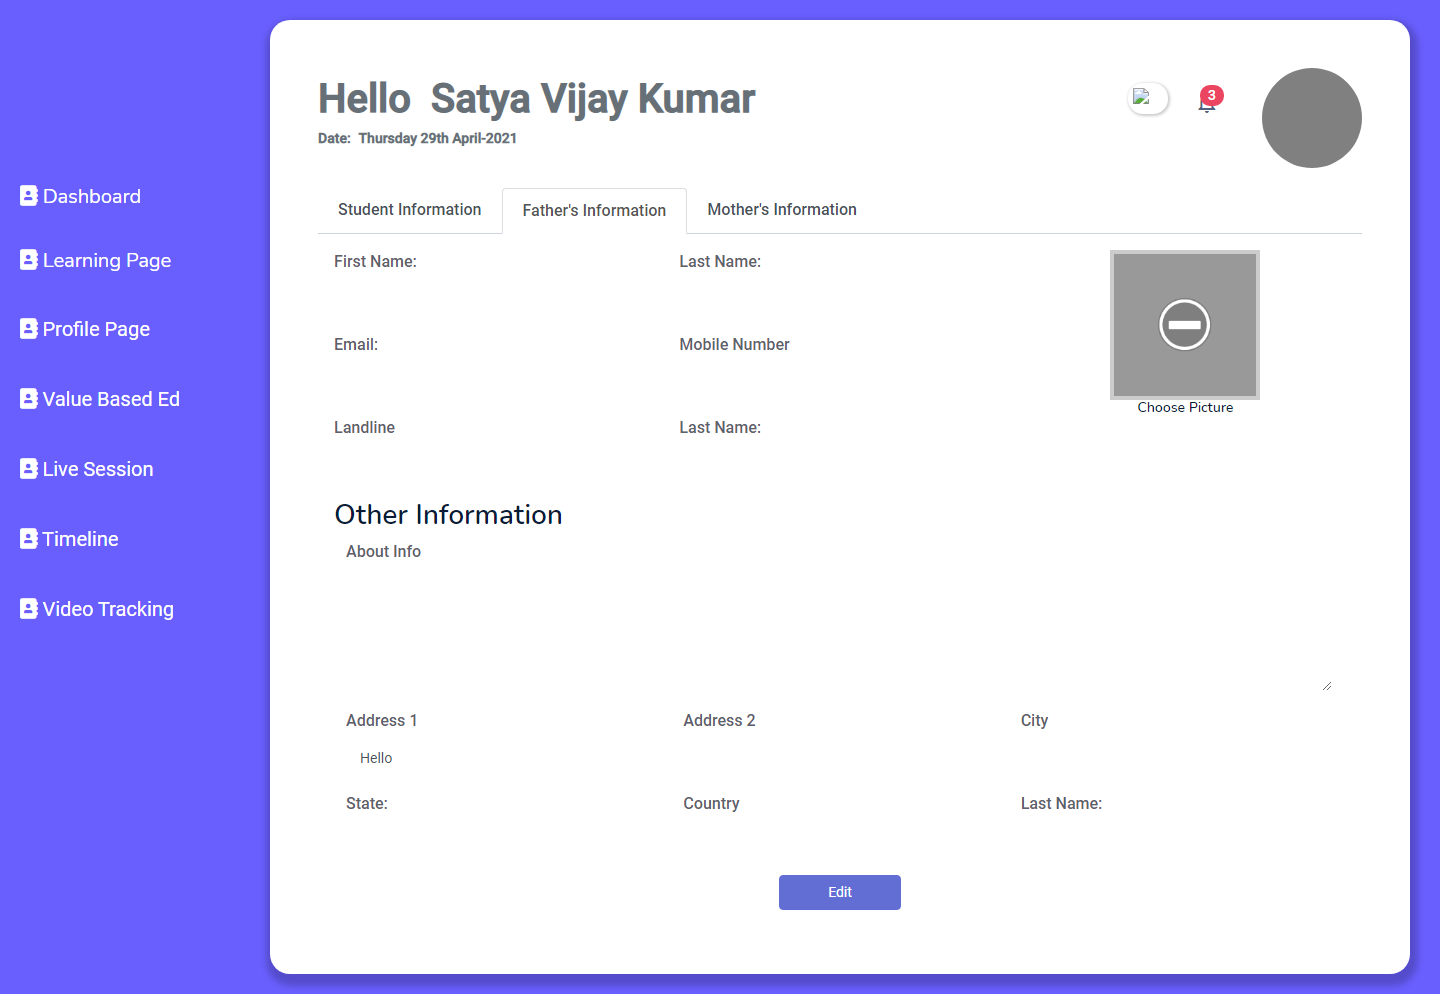 Hello  Satya Vijay Kumar
3
Date:  Thursday 29th April-2021
Dashboard
Learning Page
Profile Page
Value Based Ed
Live Session
Timeline
Video Tracking
Student Information
Father's Information
Mother's Information
First Name:
Last Name:
Email:
Mobile Number
Choose Picture
Landline
Last Name:
Other Information
About Info
Address 1
Address 2
City
Hello
State:
Country
Last Name:
Edit